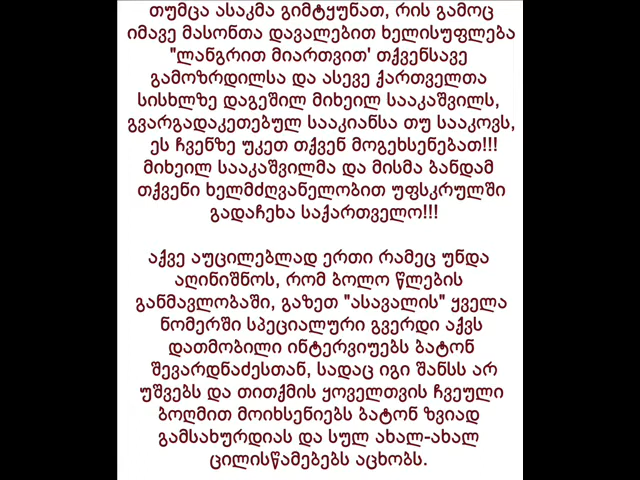 თუმცა ასაკმა გიმტყუნათ, რის გამოც
იმავე მასონთა დავალებით ხელისუფლება
"ლანგრით მიართვით' თქვენსავე
გამოზრდილსა და ასევე ქართველთა
სისხლზე დაგეშილ მიხეილ სააკაშვილს,
გვარგადაკეთებულ სააკიანსა თუ სააკოვს,
ეს ჩვენზე უკეთ თქვენ მოგეხსენებათ!!!
მიხეილ სააკაშვილმა და მისმა ბანდამ
თქვენი ხელმძღვანელობით უფსკრულში
გადაჩეხა საქართველო!!!
აქვე აუცილებლად ერთი რამეც უნდა
აღინიშნოს, რომ ბოლო წლების
განმავლობაში, გაზეთ "ასავალის" ყველა
ნომერში სპეციალური გვერდი აქვს
დათმობილი ინტერვიუებს ბატონ
შევარდნაძესთან, სადაც იგი შანსს არ
უშვებს და თითქმის ყოველთვის ჩვეული
ბოღმით მოიხსენიებს ბატონ ზვიად
გამსახურდიას და სულ ახალ-ახალ
ცილისწამებებს აცხობს.